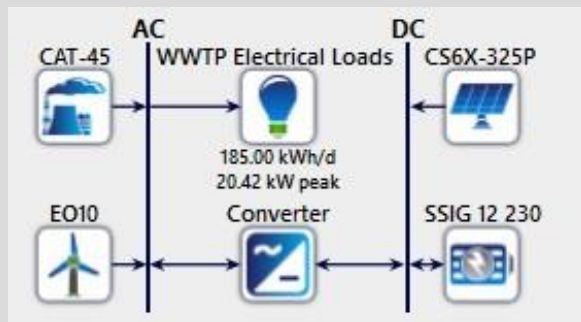 AC
DC
CAT-45
WWTP Electrical Loads
CS6X-325P
185.00 kWh/d
20.42 kW peak
EO10
Converter
SSIG 12 230